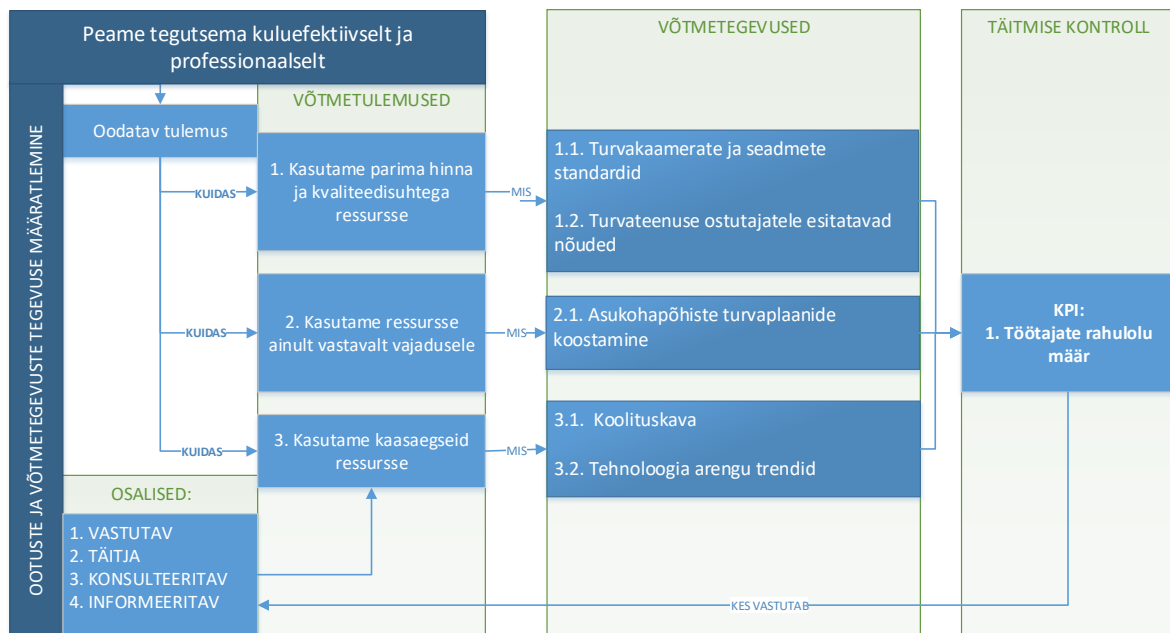 Peame tegutsema kuluefektiivselt ja
professionaalselt
OOTUSTE JA VÕTMETEGEVUSTE TEGEVUSE MÄÄRATLEMINE
Oodatav tulemus
VÕTMETULEMUSED
KUIDAS
1. Kasutame parima hinna
ja kvaliteedisuhtega
ressursse
KUIDAS
2. Kasutame ressursse
ainult vastavalt vajadusele
KUIDAS
3. Kasutame kaasaegseid
ressursse
OSALISED:
1. VASTUTAV
2. TÄITJA
3. KONSULTEERITAV
4. INFORMEERITAV
VÕTMETEGEVUSED
MIS
1.1. Turvakaamerate ja seadmete
standardid
1.2. Turvateenuse ostutajatele esitatavad
nõuded
MIS
2.1. Asukohapõhiste turvaplaanide
koostamine
MIS
3.1. Koolituskava
3.2. Tehnoloogia arengu trendid
TÄITMISE KONTROLL
KPI:
1. Töötajate rahulolu
määr
KES VASTUTAB